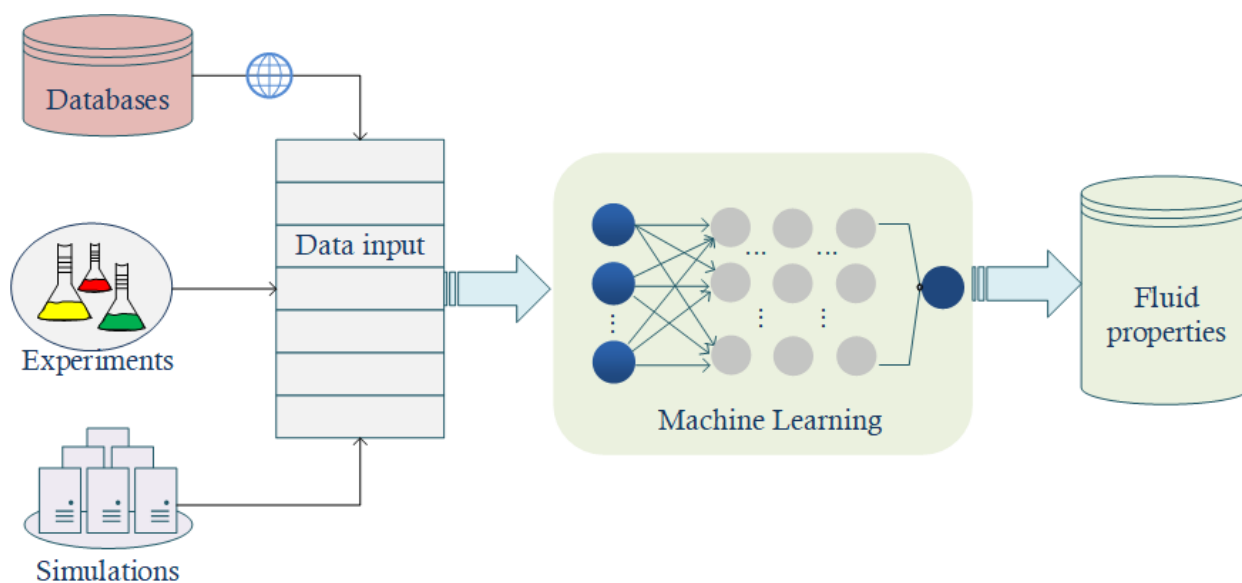 Databases
Data input
Experiments
Simulations
Machine Learning
Fluid
properties